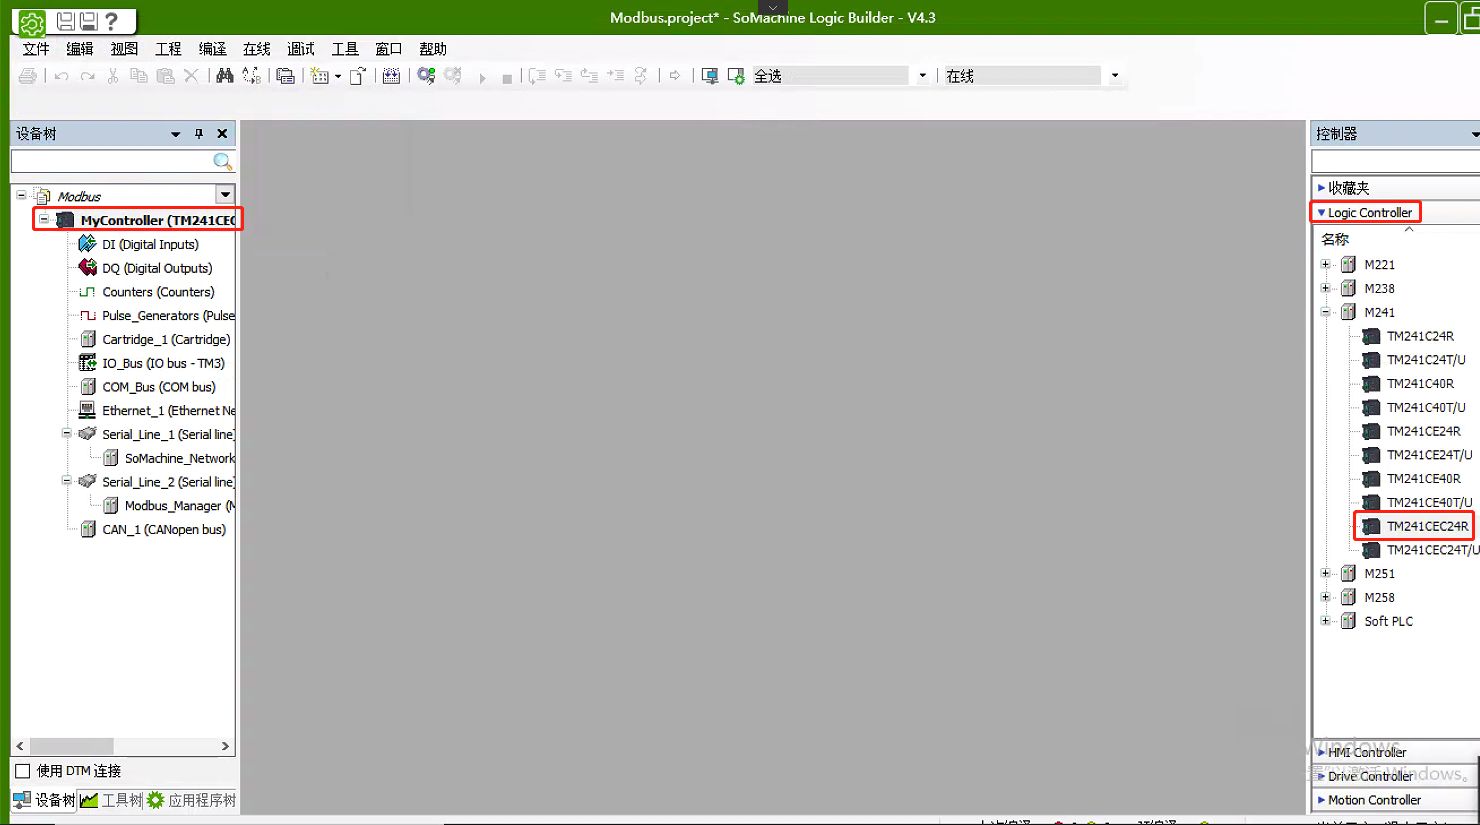 Modbus.project* - SoMachine Logic Builder - V4.3
文件 编辑 视图 工程 编译 在线 调试 工具 窗口 帮助
全选 在线
设备树
Modbus
MyController (TM241CEC
DI (Digital Inputs)
DQ (Digital Outputs)
Counters (Counters)
Pulse_Generators (Pulse
Cartridge_1 (Cartridge)
IO_Bus (IO bus - TM3)
COM_Bus (COM bus)
Ethernet_1 (Ethernet Ne
Serial_Line_1 (Serial line)
SoMachine_Network
Serial_Line_2 (Serial line)
Modbus_Manager (M
CAN_1 (CANopen bus)
使用 DTM 连接
设备树 工具树 应用程序树
控制器
收藏夹
Logic Controller
名称
M221
M238
M241
TM241C24R
TM241C24T/U
TM241C40R
TM241C40T/U
TM241CE24R
TM241CE24T/U
TM241CE40R
TM241CE40T/U
TM241CEC24R
TM241CEC24T/U
M251
M258
Soft PLC
HMI Controller
Drive Controller
Motion Controller